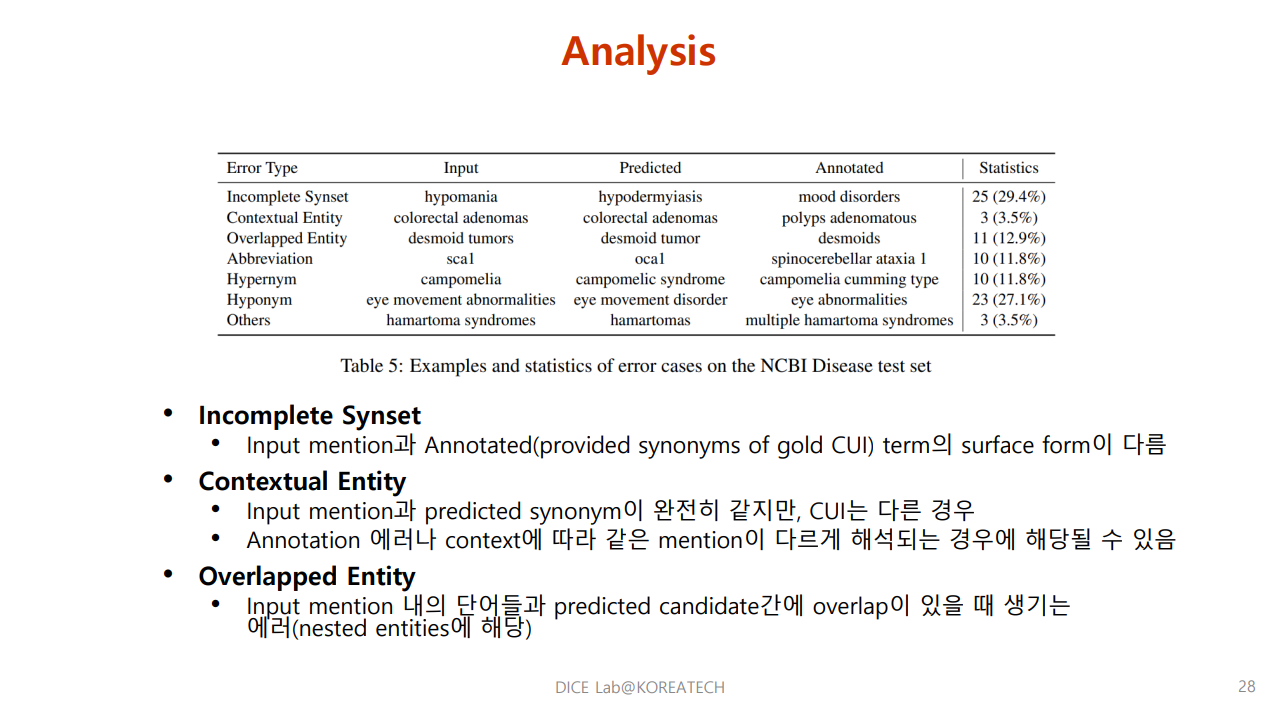 Analysis
Error Type Input Predicted Annotated Statistics
Incomplete Synset hypomania hypodermyiasis mood disorders 25 (29.4%)
Contextual Entity colorectal adenomas colorectal adenomas polyps adenomatous 3 (3.5%)
Overlapped Entity desmoid tumors desmoid tumor desmoids 11 (12.9%)
Abbreviation sca1 oca1 spinocerebellar ataxia 1 10 (11.8%)
Hypernym campomelia campomelic syndrome campomelia cumming type 10 (11.8%)
Hyponym eye movement abnormalities eye movement disorder eye abnormalities 23 (27.1%)
Others hamartoma syndromes hamartomas multiple hamartoma syndromes 3 (3.5%)
Table 5: Examples and statistics of error cases on the NCBI Disease test set
• Incomplete Synset
• Input mention과 Annotated(provided synonyms of gold CUI) term의 surface form이 다름
• Contextual Entity
• Input mention과 predicted synonym이 완전히 같지만, CUI는 다른 경우
• Annotation 에러나 context에 따라 같은 mention이 다르게 해석되는 경우에 해당될 수 있음
• Overlapped Entity
• Input mention 내의 단어들과 predicted candidate간에 overlap이 있을 때 생기는
에러(nested entities에 해당)
DICE Lab@KOREATECH
28